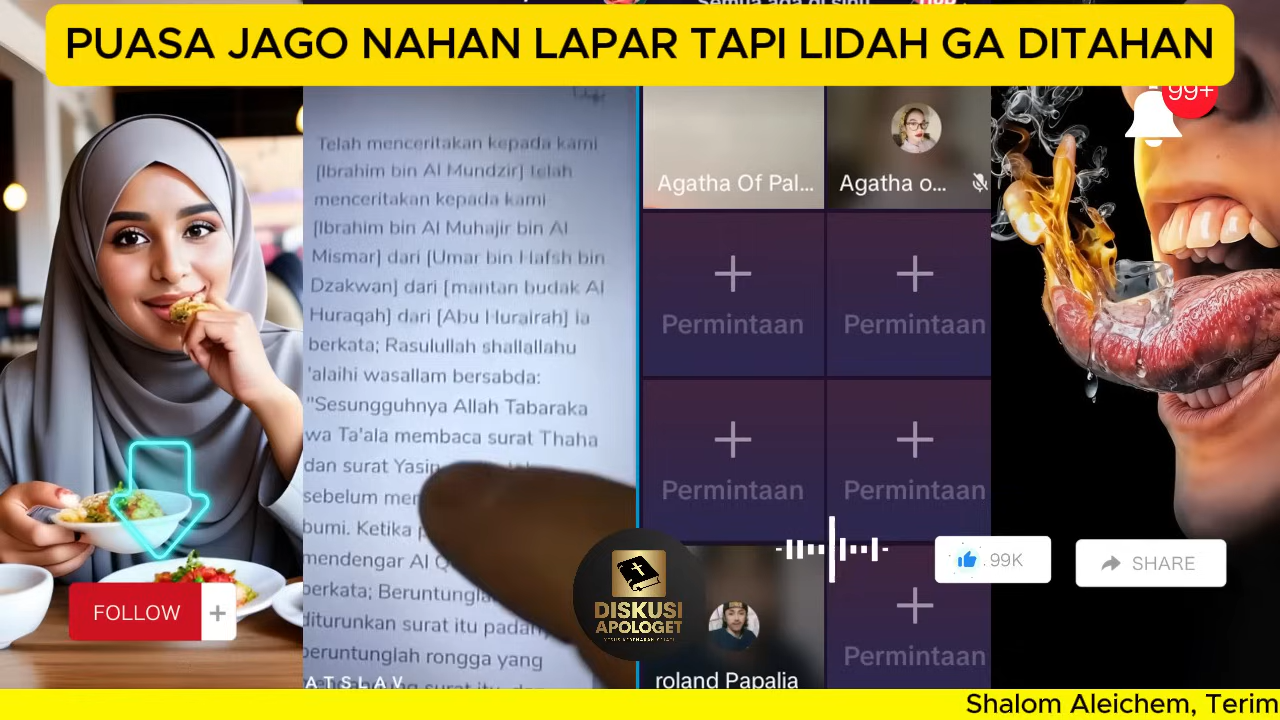 PUASA JAGO NAHAN LAPAR TAPI LIDAH GA DITAHAN
99+
Telah menceritakan kepada kami
[Ibrahim bin Al Mundzir] telah
menceritakan kepada kami
[Ibrahim bin Al Muhajir bin Al
Mismar] dari [Umar bin Hafsh bin
Dzakwan] dari [mantan budak Al
Huraqah] dari [Abu Hurairah] ia
berkata; Rasulullah shallallahu
'alaihi wasallam bersabda:
"Sesungguhnya Allah Tabaraka
wa Ta'ala membaca surat Thaha
dan surat Yasin
sebelum
bumi. Ketika
mendengar Al
berkata;
diturunkan surat itu
beruntunglah rongga yang
surat itu, dan
ATSLAV
Agatha Of Pal...
Agatha o...
Permintaan
Permintaan
Permintaan
Permintaan
roland Papalia
Permintaan
DISKUSI
APOLOGET
FOLLOW +
99K
SHARE
Shalom Aleichem, Terim